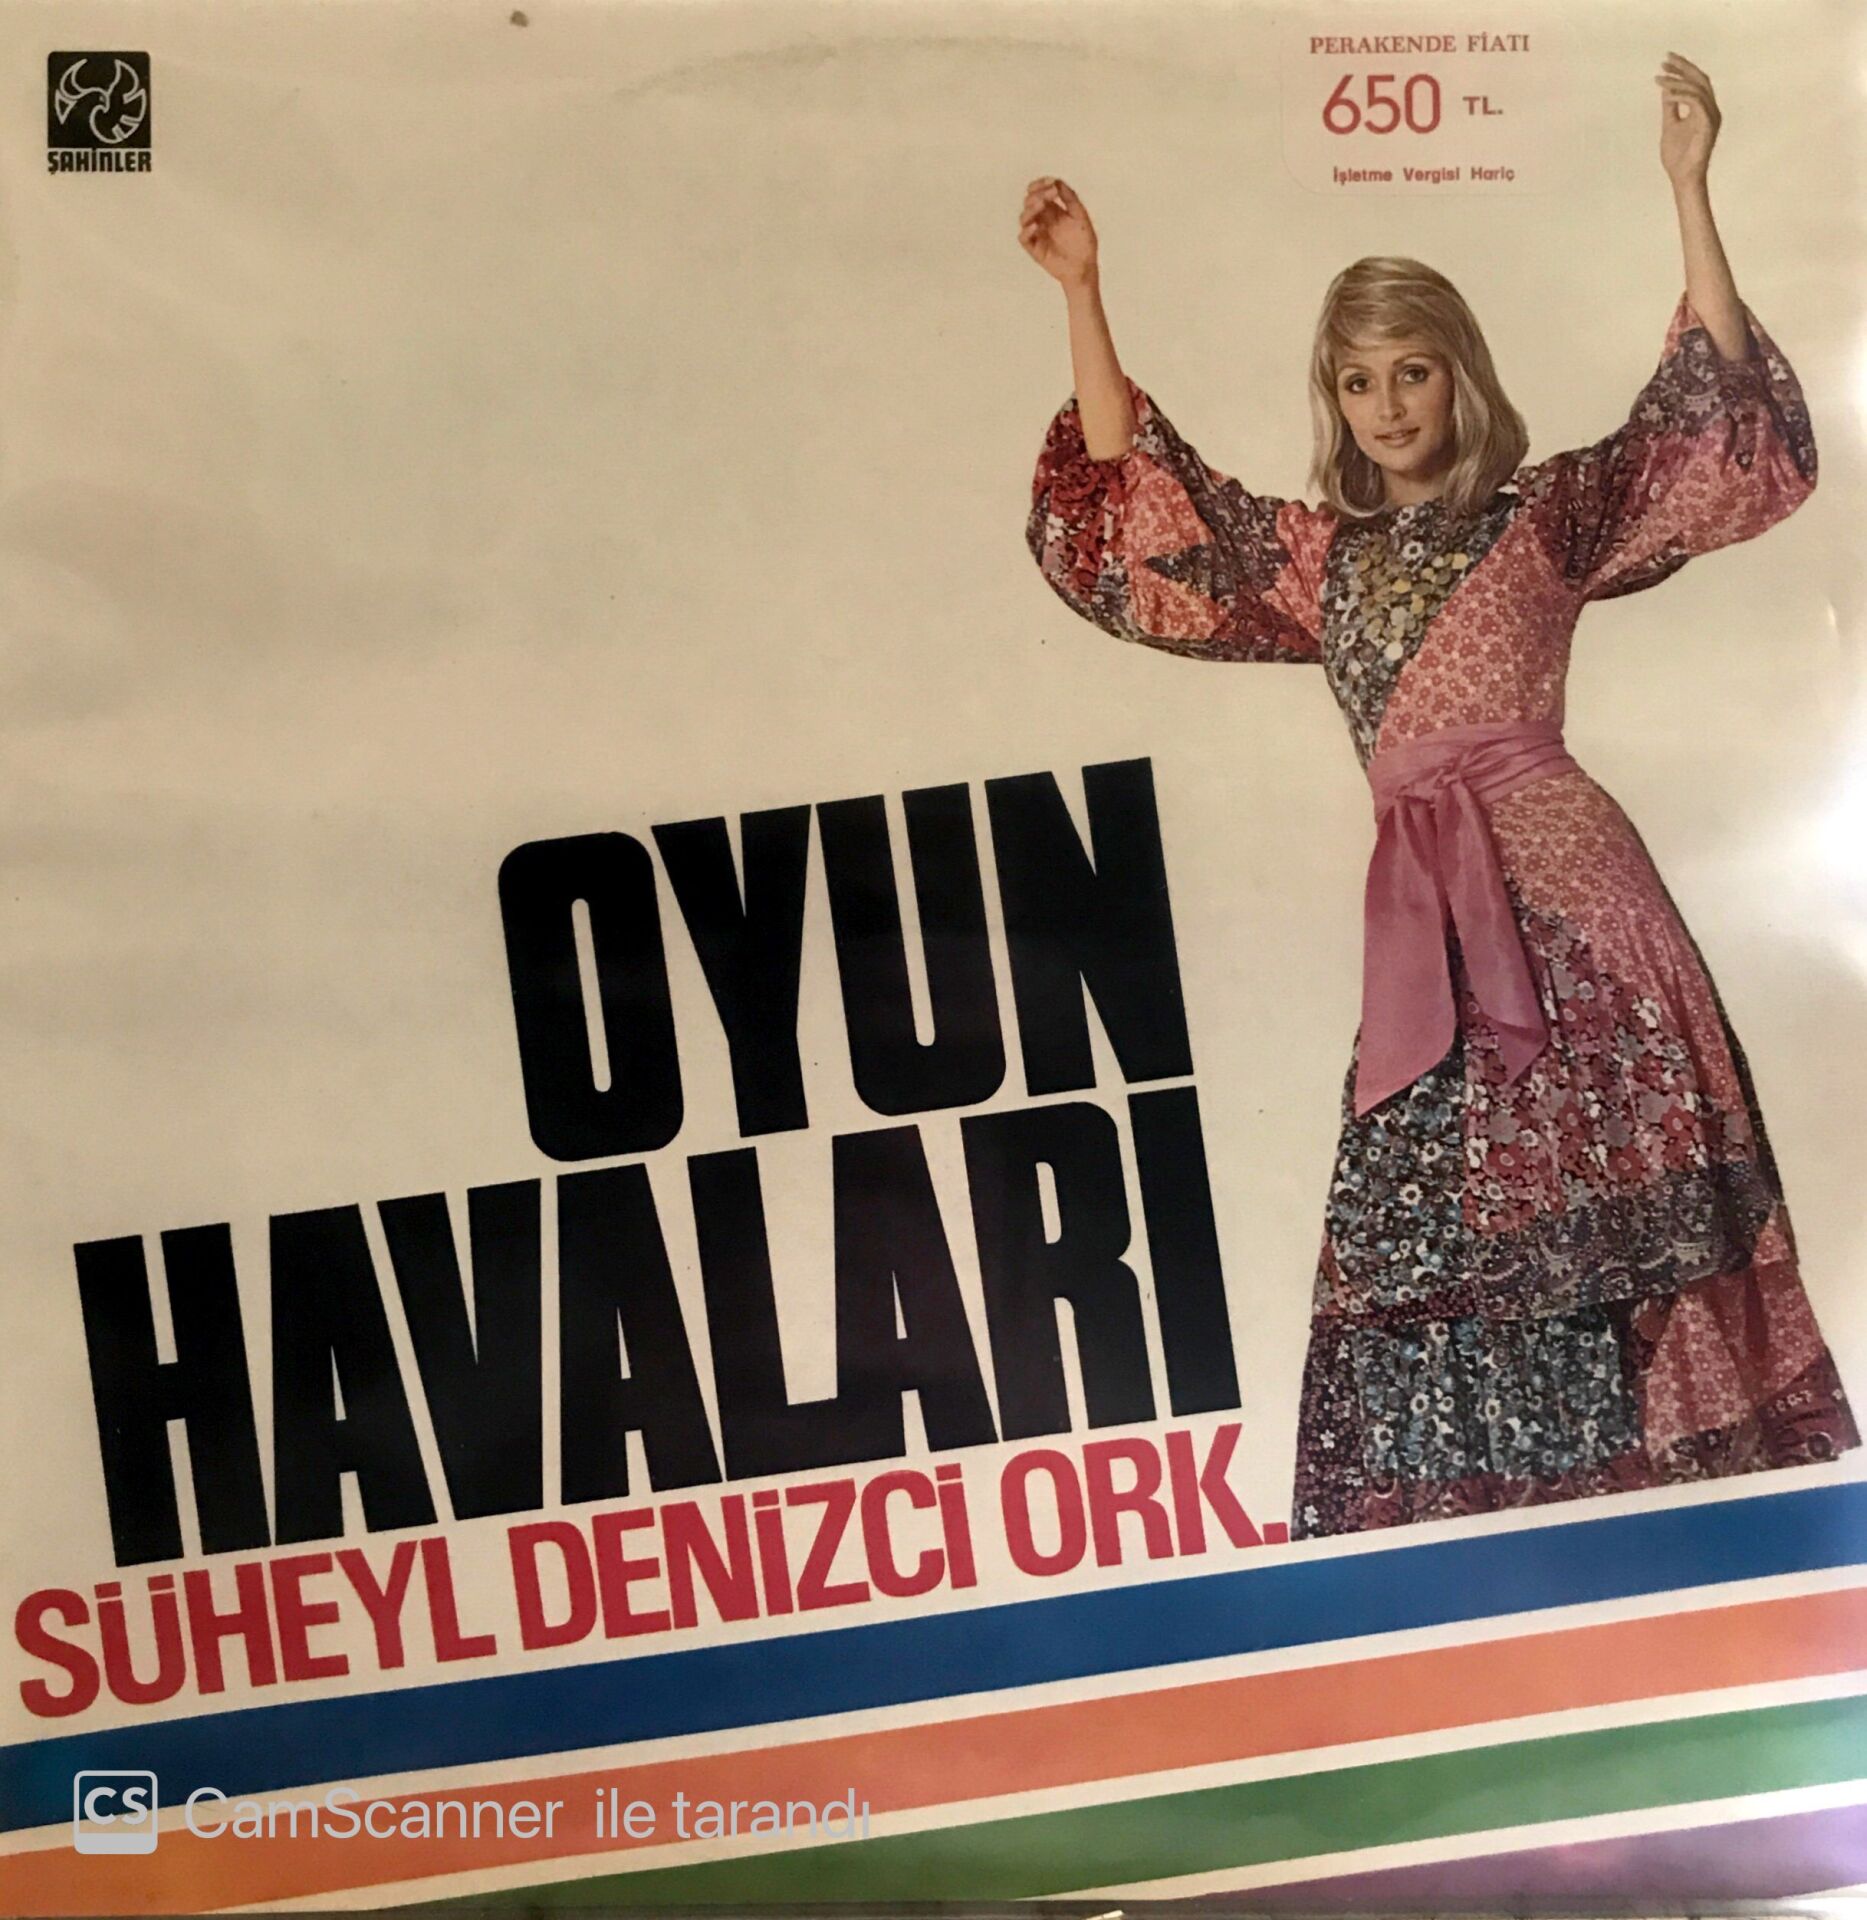 ŞAHİNLER
PERAKENDE FİATI
650 TL.
İşletme Vergisi Hariç
OYUN
HAVALARI
SÜHEYL DENİZCİ ORK.
CS CamScanner ile tarandı